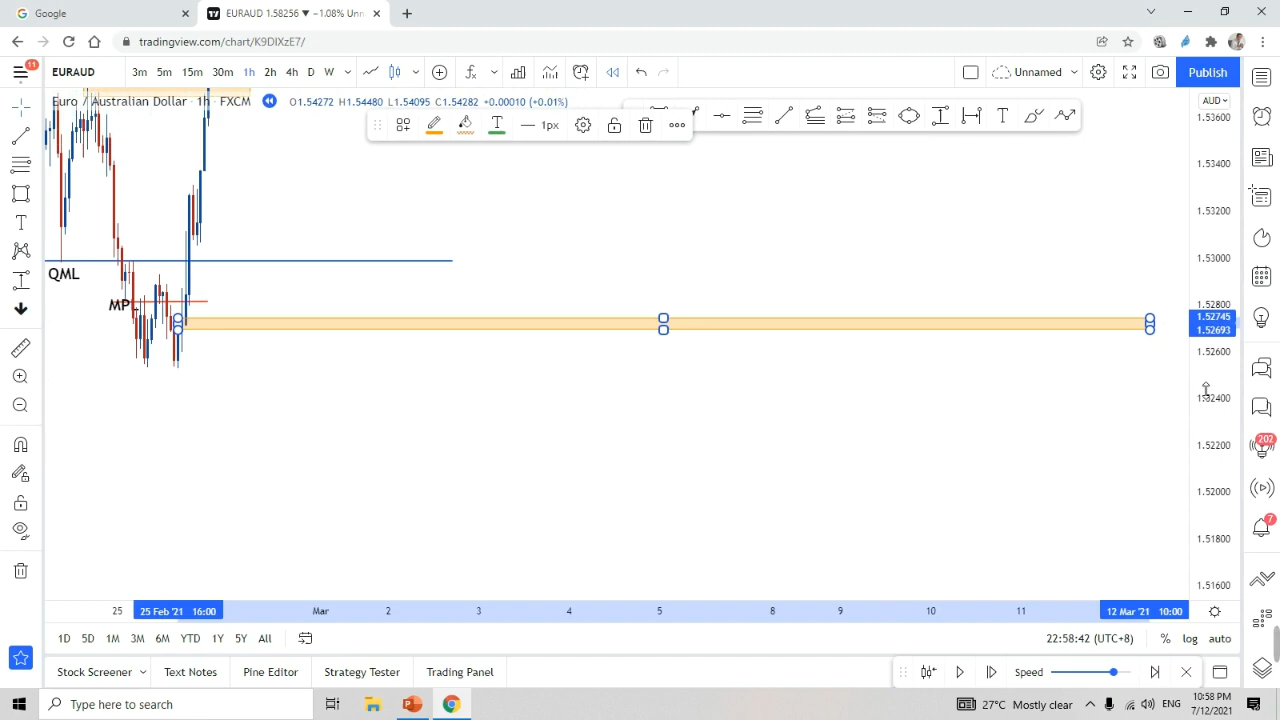 Google
EURAUD 1.58256 ▼ −1.08% Unn
tradingview.com/chart/K9DIXzE7/
11
EURAUD
3m 5m 15m 30m 1h 2h 4h D W
Unnamed
Publish
Euro / Australian Dollar · 1h · FXCM
O1.54272 H1.54480 L1.54095 C1.54282 +0.00010 (+0.01%)
1px
AUD
1.53600
1.53400
1.53200
1.53000
QML
MP
1.52800
1.52745
1.52693
1.52600
1.52400
1.52200
1.52000
1.51800
1.51600
202
7
25 25 Feb '21 16:00 Mar 2 3 4 5 8 9 10 11 12 Mar '21 10:00
1D 5D 1M 3M 6M YTD 1Y 5Y All
22:58:42 (UTC+8) % log auto
Stock Screener Text Notes Pine Editor Strategy Tester Trading Panel
Speed
Type here to search
27°C Mostly clear
ENG
10:58 PM
7/12/2021